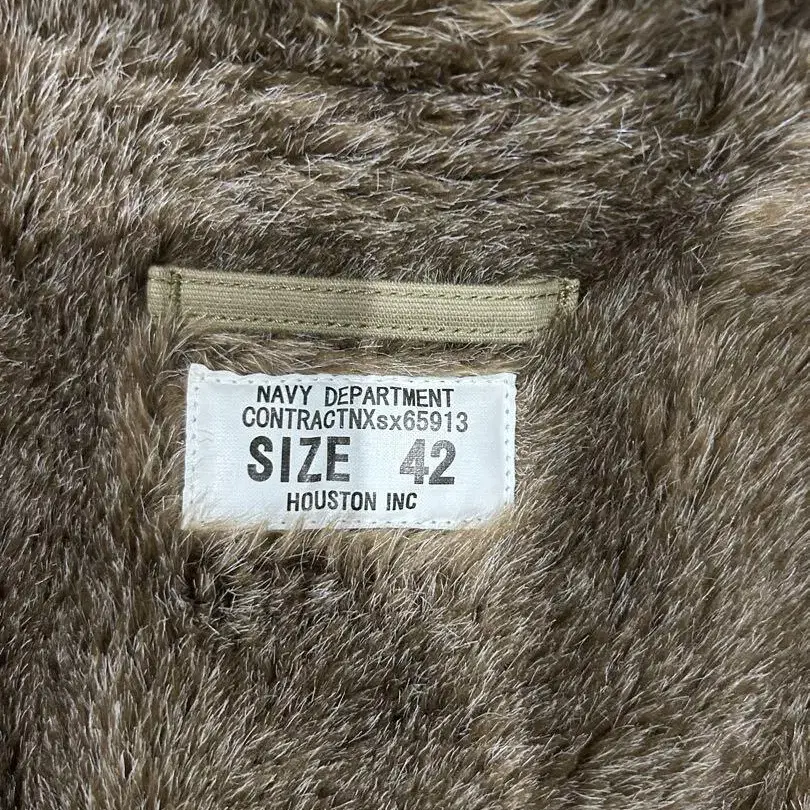 NAVY DEPARTMENT
CONTRACTNXsx65913
SIZE 42
HOUSTON INC